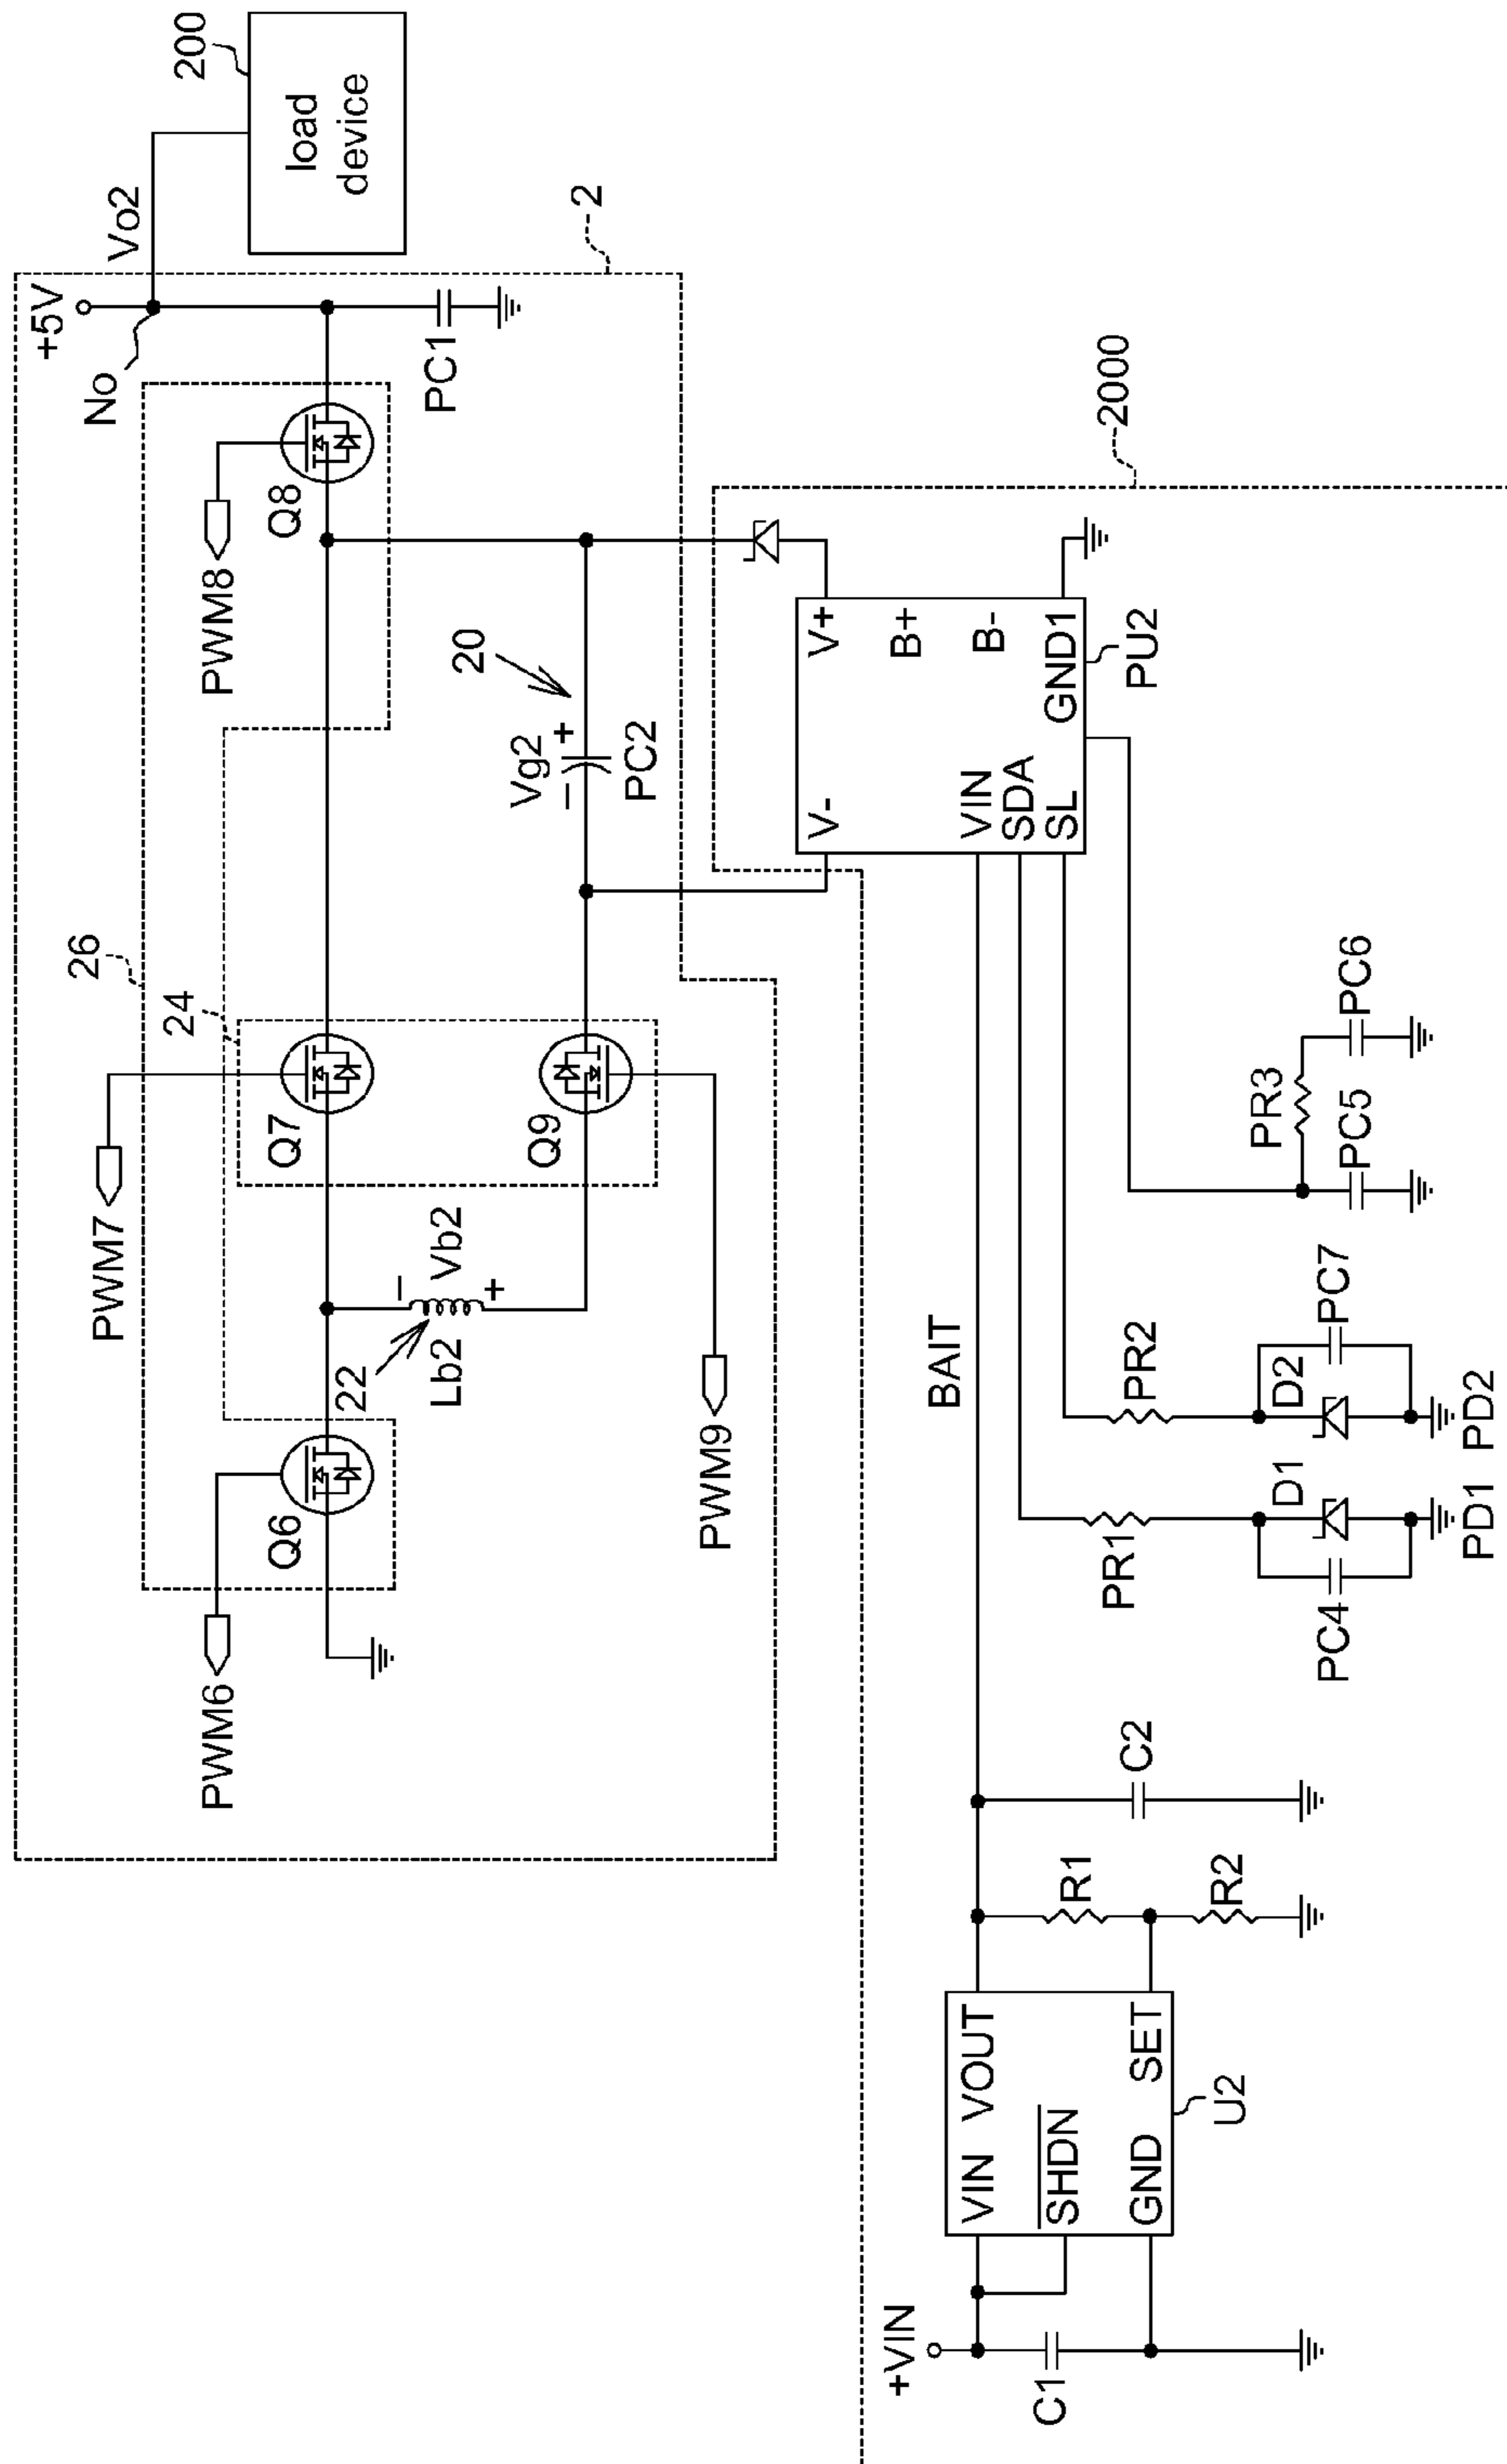 200
load
device
Vo2
+5V
No
2
PC1
PWM8
Q8
26
24
PWM7
Q7
Q9
20
Vg2
+
−
PC2
22
−
Vb2
+
Lb2
PWM6
Q6
PWM9
2000
V-
V+
B+
B-
VIN
SDA
SL
GND1
PU2
BAIT
PR3
PC5
PC6
PR2
D2
PC7
PD2
PR1
D1
PC4
PD1
C2
R1
R2
VIN
VOUT
SHDN
GND
SET
U2
+VIN
C1